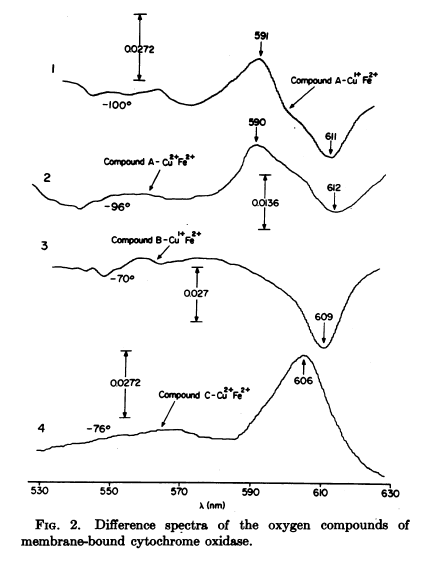 591
0.0272
1
Compound A-Cu¹⁺Fe²⁺
-100°
590
611
2
Compound A-Cu²⁺Fe²⁺
0.0136
612
-96°
3
Compound B-Cu¹⁺Fe²⁺
-70°
0.027
609
0.0272
606
Compound C-Cu²⁺Fe²⁺
4
-76°
530 550 570 590 610 630
λ (nm)
FIG. 2. Difference spectra of the oxygen compounds of
membrane-bound cytochrome oxidase.